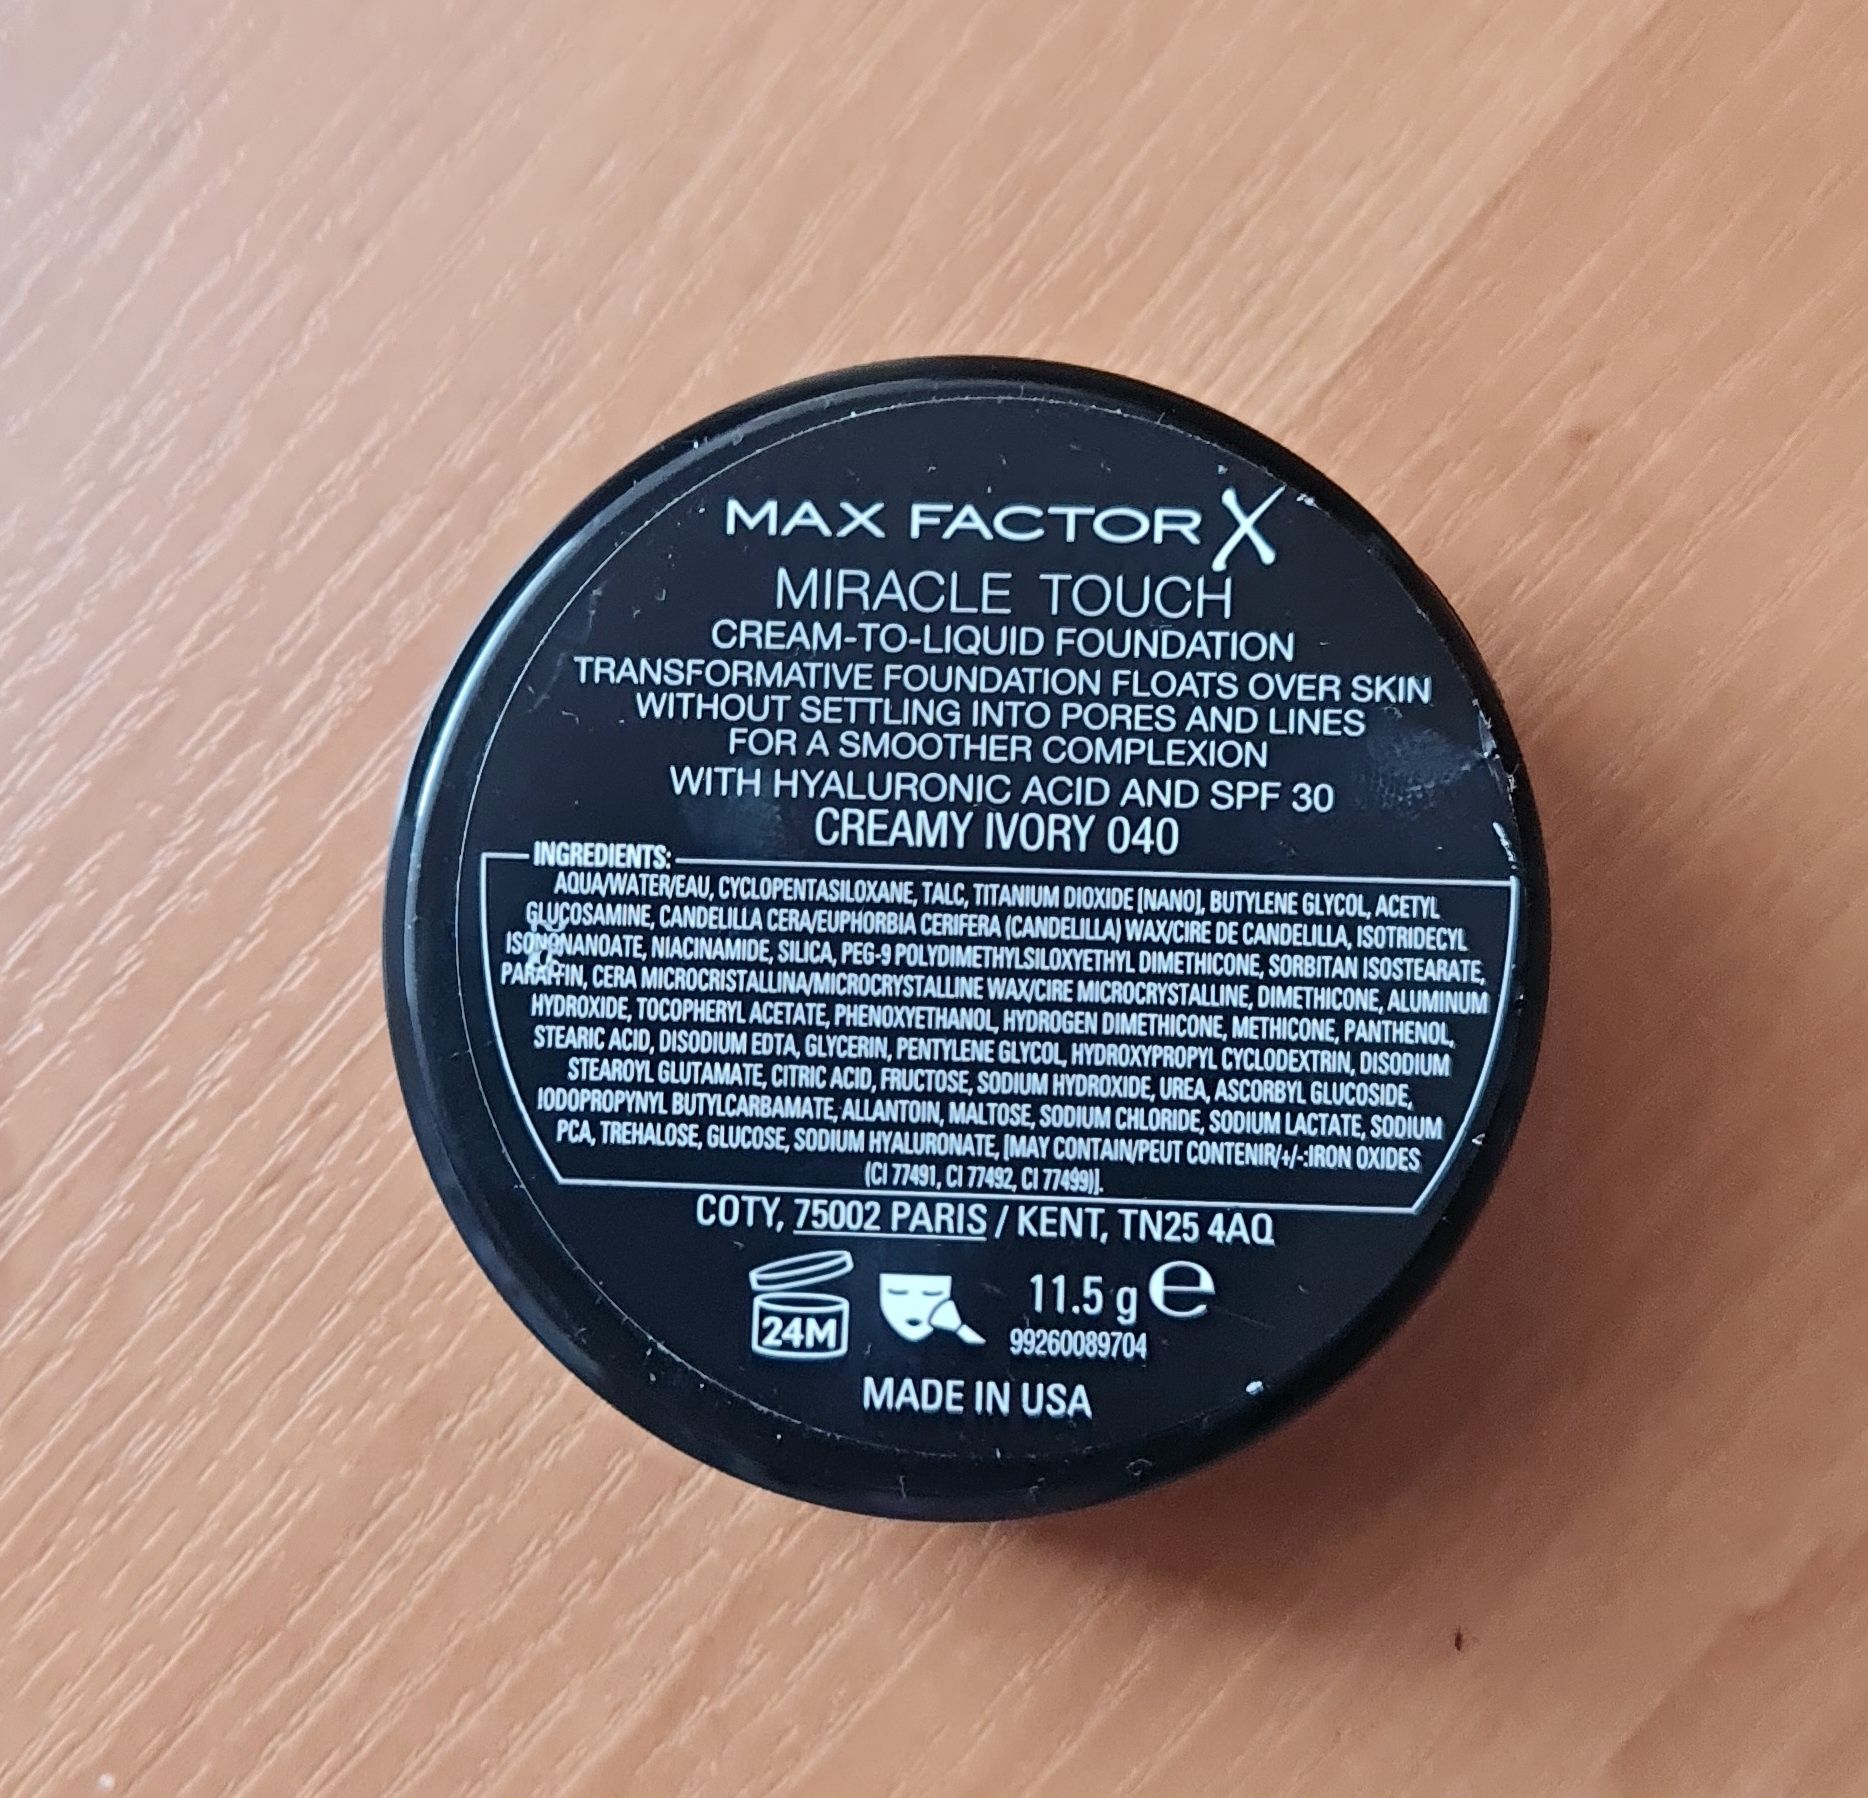 MAX FACTOR X
MIRACLE TOUCH
CREAM-TO-LIQUID FOUNDATION
TRANSFORMATIVE FOUNDATION FLOATS OVER SKIN
WITHOUT SETTLING INTO PORES AND LINES
FOR A SMOOTHER COMPLEXION
WITH HYALURONIC ACID AND SPF 30
CREAMY IVORY 040
INGREDIENTS:
AQUA/WATER/EAU, CYCLOPENTASILOXANE, TALC, TITANIUM DIOXIDE [NANO], BUTYLENE GLYCOL, ACETYL
GLUCOSAMINE, CANDELILLA CERA/EUPHORBIA CERIFERA (CANDELILLA) WAX/CIRE DE CANDELILLA, ISOTRIDECYL
ISONONANOATE, NIACINAMIDE, SILICA, PEG-9 POLYDIMETHYLSILOXYETHYL DIMETHICONE, SORBITAN ISOSTEARATE,
PARAFFIN, CERA MICROCRISTALLINA/MICROCRYSTALLINE WAX/CIRE MICROCRYSTALLINE, DIMETHICONE, ALUMINUM
HYDROXIDE, TOCOPHERYL ACETATE, PHENOXYETHANOL, HYDROGEN DIMETHICONE, METHICONE, PANTHENOL,
STEARIC ACID, DISODIUM EDTA, GLYCERIN, PENTYLENE GLYCOL, HYDROXYPROPYL CYCLODEXTRIN, DISODIUM
STEAROYL GLUTAMATE, CITRIC ACID, FRUCTOSE, SODIUM HYDROXIDE, UREA, ASCORBYL GLUCOSIDE,
IODOPROPYNYL BUTYLCARBAMATE, ALLANTOIN, MALTOSE, SODIUM CHLORIDE, SODIUM LACTATE, SODIUM
PCA, TREHALOSE, GLUCOSE, SODIUM HYALURONATE, [MAY CONTAIN/PEUT CONTENIR/+/-:IRON OXIDES
(CI 77491, CI 77492, CI 77499)].
COTY, 75002 PARIS / KENT, TN25 4AQ
24M
11.5 g e
99260089704
MADE IN USA